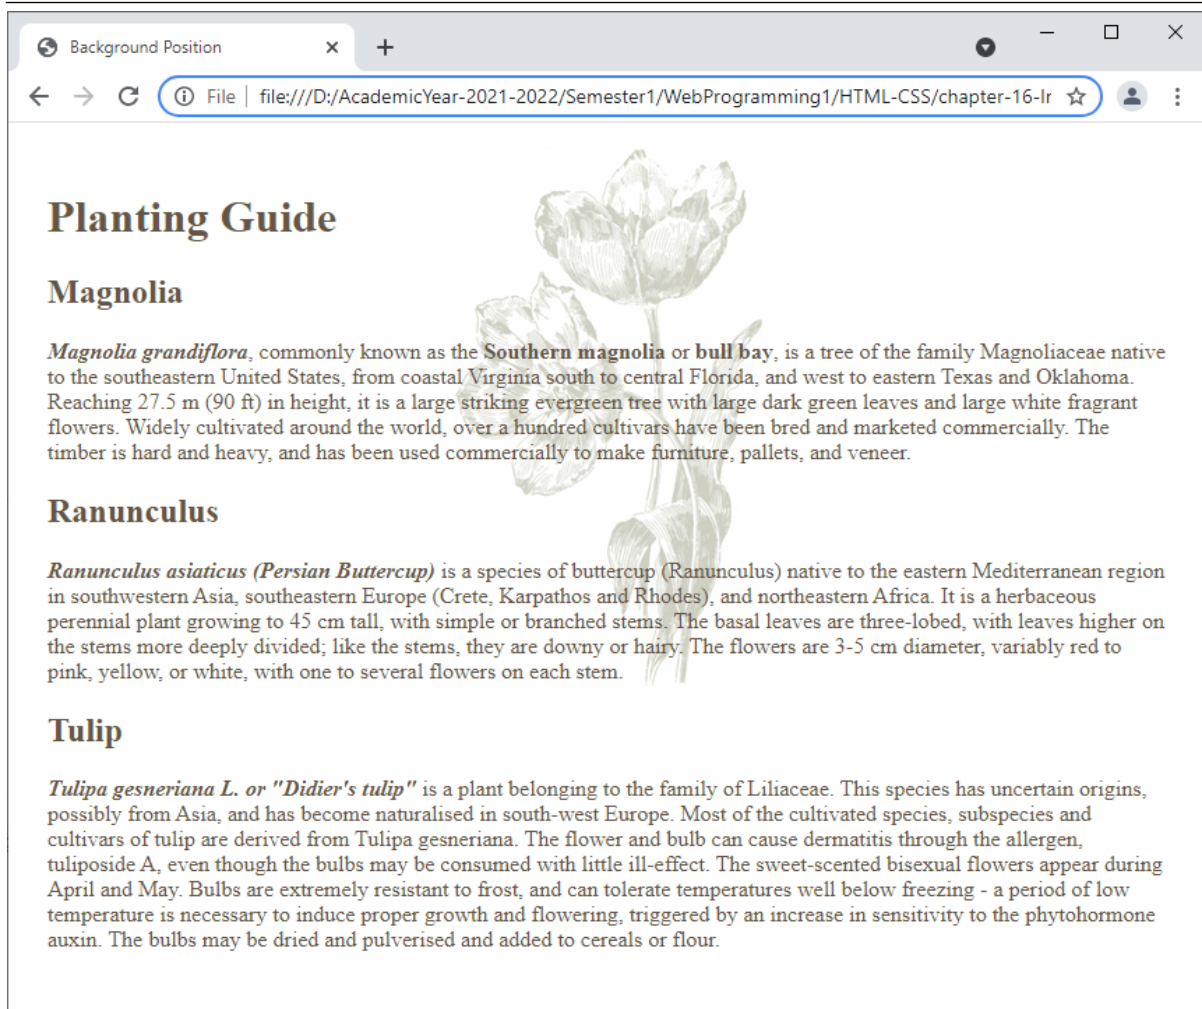 Background Position
File
file:///D:/AcademicYear-2021-2022/Semester1/WebProgramming1/HTML-CSS/chapter-16-Ir
Planting Guide
Magnolia
Magnolia grandiflora, commonly known as the Southern magnolia or bull bay, is a tree of the family Magnoliaceae native
to the southeastern United States, from coastal Virginia south to central Florida, and west to eastern Texas and Oklahoma.
Reaching 27.5 m (90 ft) in height, it is a large striking evergreen tree with large dark green leaves and large white fragrant
flowers. Widely cultivated around the world, over a hundred cultivars have been bred and marketed commercially. The
timber is hard and heavy, and has been used commercially to make furniture, pallets, and veneer.
Ranunculus
Ranunculus asiaticus (Persian Buttercup) is a species of buttercup (Ranunculus) native to the eastern Mediterranean region
in southwestern Asia, southeastern Europe (Crete, Karpathos and Rhodes), and northeastern Africa. It is a herbaceous
perennial plant growing to 45 cm tall, with simple or branched stems. The basal leaves are three-lobed, with leaves higher on
the stems more deeply divided; like the stems, they are downy or hairy. The flowers are 3-5 cm diameter, variably red to
pink, yellow, or white, with one to several flowers on each stem.
Tulip
Tulipa gesneriana L. or "Didier's tulip" is a plant belonging to the family of Liliaceae. This species has uncertain origins,
possibly from Asia, and has become naturalised in south-west Europe. Most of the cultivated species, subspecies and
cultivars of tulip are derived from Tulipa gesneriana. The flower and bulb can cause dermatitis through the allergen,
tuliposide A, even though the bulbs may be consumed with little ill-effect. The sweet-scented bisexual flowers appear during
April and May. Bulbs are extremely resistant to frost, and can tolerate temperatures well below freezing - a period of low
temperature is necessary to induce proper growth and flowering, triggered by an increase in sensitivity to the phytohormone
auxin. The bulbs may be dried and pulverised and added to cereals or flour.